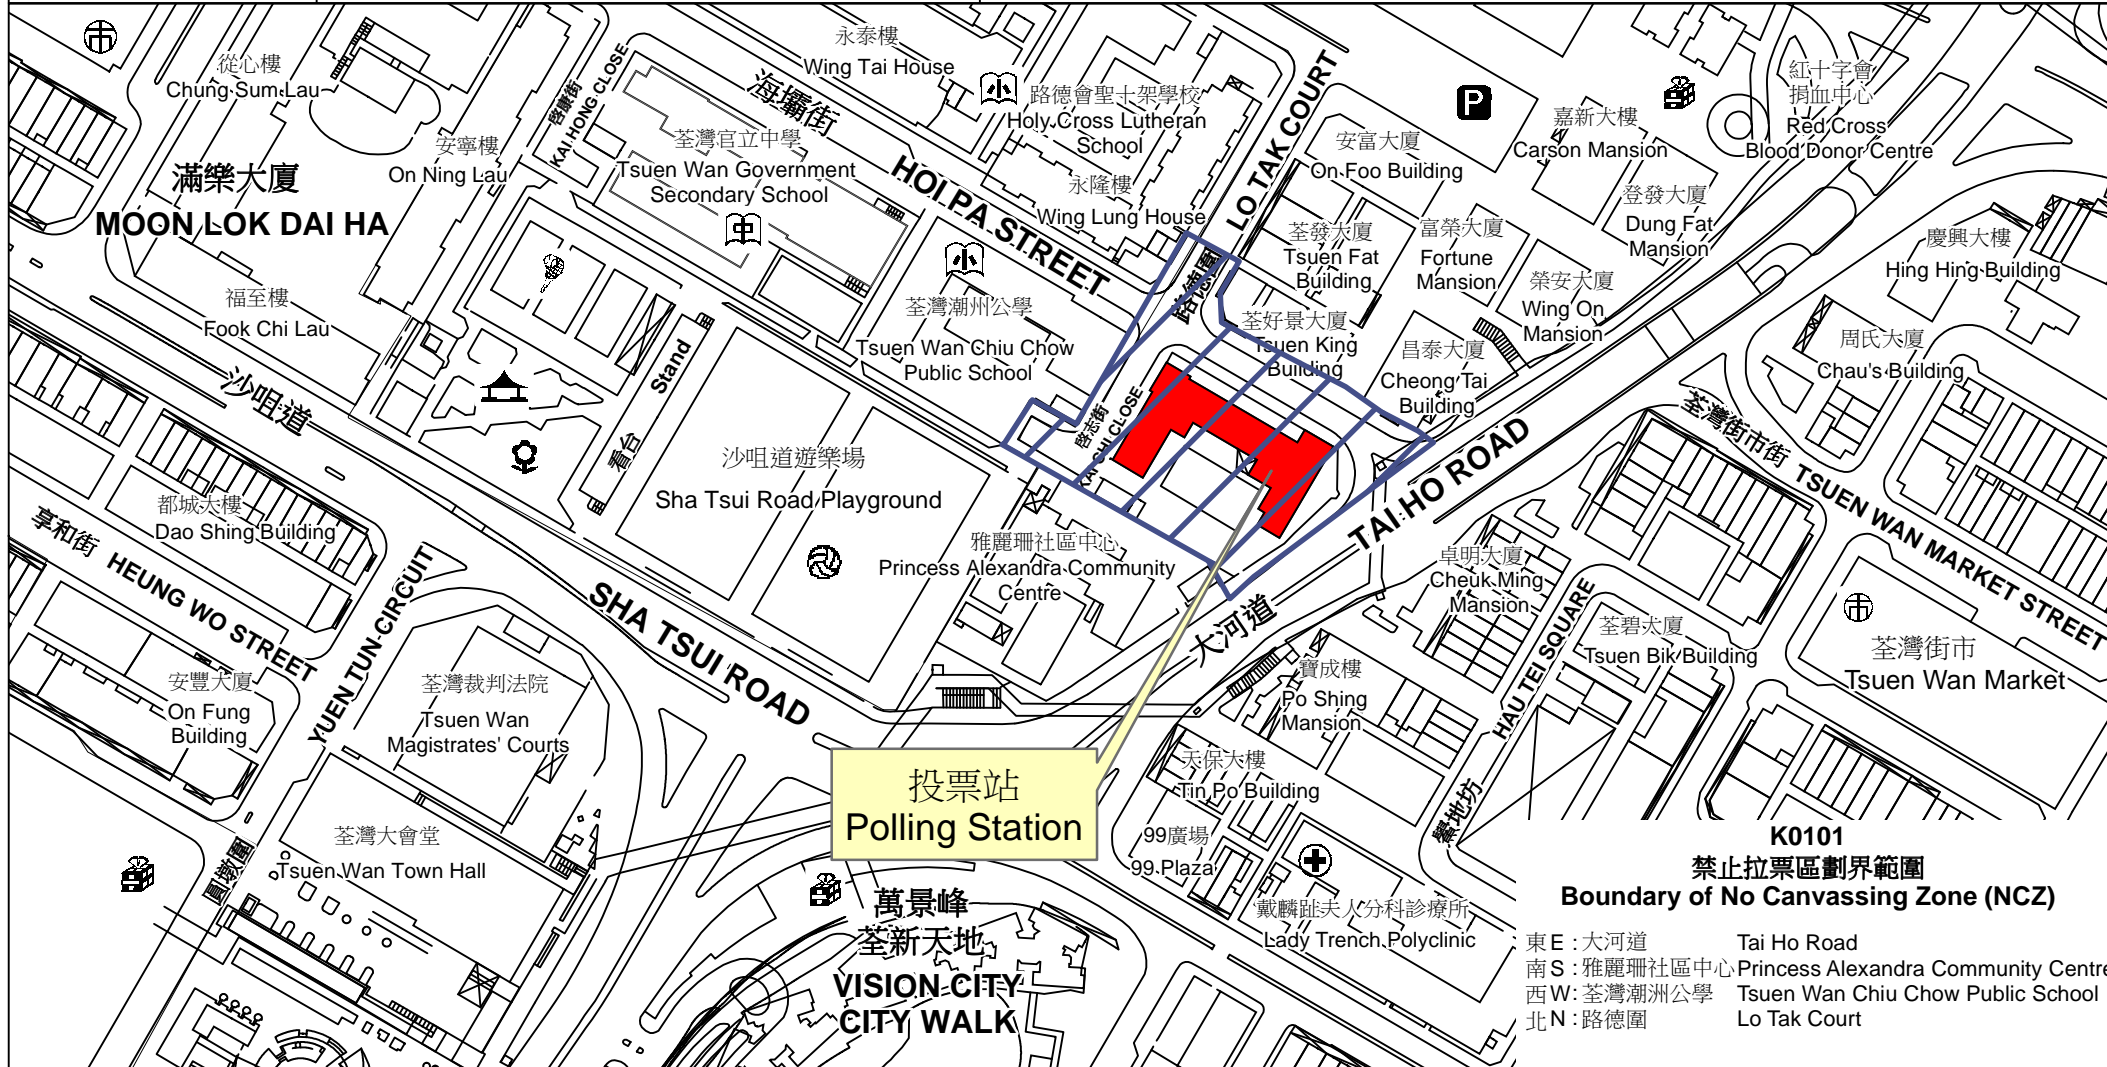 永泰樓
Wing Tai House
從心樓
Chung Sum Lau
啓康街
KAI HONG CLOSE
海壩街
HOI PA STREET
路德會聖十架學校
Holy Cross Lutheran
School
小
LO TAK COURT
路德圍
P
紅十字會
捐血中心
Red Cross
Blood Donor Centre
嘉新大樓
Carson Mansion
安富大廈
On Foo Building
安寧樓
On Ning Lau
荃灣官立中學
Tsuen Wan Government
Secondary School
中
滿樂大廈
MOON LOK DAI HA
永隆樓
Wing Lung House
登發大廈
Dung Fat
Mansion
荃發大廈
Tsuen Fat
Building
富榮大廈
Fortune
Mansion
慶興大樓
Hing Hing Building
小
荃灣潮州公學
Tsuen Wan Chiu Chow
Public School
榮安大廈
Wing On
Mansion
福至樓
Fook Chi Lau
荃好景大廈
Tsuen King
Building
昌泰大廈
Cheong Tai
Building
周氏大廈
Chau's Building
沙咀道
SHA TSUI ROAD
看台
Stand
啓志街
KAI CHI CLOSE
荃灣街市街 TSUEN WAN MARKET STREET
沙咀道遊樂場
Sha Tsui Road Playground
大河道
TAI HO ROAD
都城大樓
Dao Shing Building
享和街 HEUNG WO STREET
雅麗珊社區中心
Princess Alexandra Community
Centre
卓明大廈
Cheuk Ming
Mansion
荃碧大廈
Tsuen Bik Building
荃灣街市
Tsuen Wan Market
HAU TEI SQUARE
YUEN TUN CIRCUIT
圓墩圍
安豐大廈
On Fung
Building
荃灣裁判法院
Tsuen Wan
Magistrates' Courts
寶成樓
Po Shing
Mansion
天保大樓
Tin Po Building
投票站
Polling Station
荃灣大會堂
Tsuen Wan Town Hall
99廣場
99 Plaza
戴麟趾夫人分科診療所
Lady Trench Polyclinic
萬景峰
荃新天地
VISION CITY
CITY WALK
K0101
禁止拉票區劃界範圍
Boundary of No Canvassing Zone (NCZ)
東E:大河道 Tai Ho Road
南S:雅麗珊社區中心 Princess Alexandra Community Centre
西W:荃灣潮洲公學 Tsuen Wan Chiu Chow Public School
北N:路德圍 Lo Tak Court